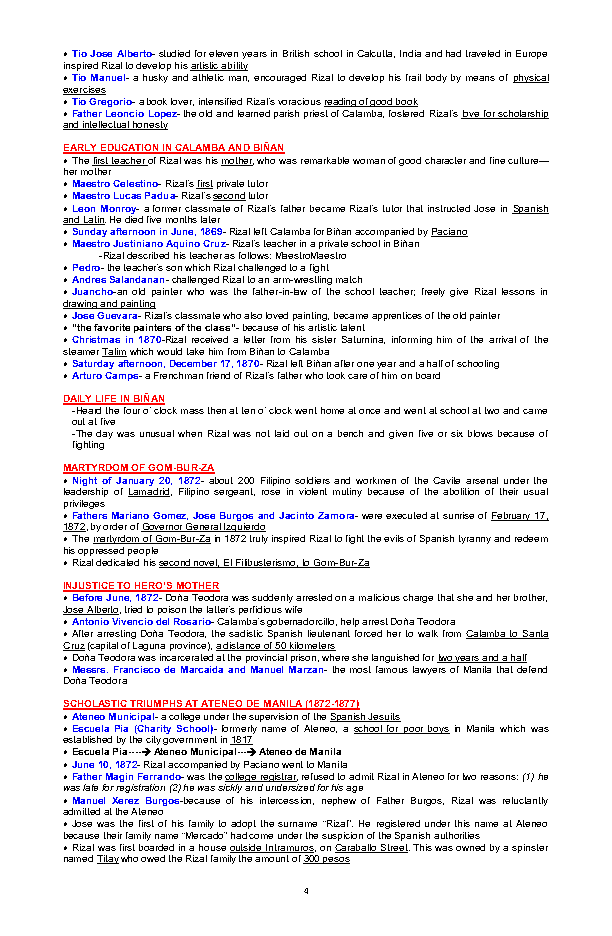 • Tio Jose Alberto- studied for eleven years in British school in Calcutta, India and had traveled in Europe
inspired Rizal to develop his artistic ability
• Tio Manuel- a husky and athletic man, encouraged Rizal to develop his frail body by means of physical
exercises
• Tio Gregorio- a book lover, intensified Rizal's voracious reading of good book
• Father Leoncio Lopez- the old and learned parish priest of Calamba, fostered Rizal's love for scholarship
and intellectual honesty
EARLY EDUCATION IN CALAMBA AND BIÑAN
• The first teacher of Rizal was his mother, who was remarkable woman of good character and fine culture—
her mother
• Maestro Celestino- Rizal's first private tutor
• Maestro Lucas Padua- Rizal's second tutor
• Leon Monroy- a former classmate of Rizal's father became Rizal's tutor that instructed Jose in Spanish
and Latin. He died five months later
• Sunday afternoon in June, 1869- Rizal left Calamba for Biñan accompanied by Paciano
• Maestro Justiniano Aquino Cruz- Rizal's teacher in a private school in Biñan
-Rizal described his teacher as follows: MaestroMaestro
• Pedro- the teacher's son which Rizal challenged to a fight
• Andres Salandanan- challenged Rizal to an arm-wrestling match
• Juancho-an old painter who was the father-in-law of the school teacher; freely give Rizal lessons in
drawing and painting
• Jose Guevara- Rizal's classmate who also loved painting, became apprentices of the old painter
• "the favorite painters of the class"- because of his artistic talent
• Christmas in 1870-Rizal received a letter from his sister Saturnina, informing him of the arrival of the
steamer Talim which would take him from Biñan to Calamba
• Saturday afternoon, December 17, 1870- Rizal left Biñan after one year and a half of schooling
• Arturo Camps- a Frenchman friend of Rizal's father who took care of him on board
DAILY LIFE IN BIÑAN
-Heard the four o' clock mass then at ten o' clock went home at once and went at school at two and came
out at five
-The day was unusual when Rizal was not laid out on a bench and given five or six blows because of
fighting
MARTYRDOM OF GOM-BUR-ZA
• Night of January 20, 1872- about 200 Filipino soldiers and workmen of the Cavite arsenal under the
leadership of Lamadrid, Filipino sergeant, rose in violent mutiny because of the abolition of their usual
privileges
• Fathers Mariano Gomez, Jose Burgos and Jacinto Zamora- were executed at sunrise of February 17,
1872, by order of Governor General Izquierdo
• The martyrdom of Gom-Bur-Za in 1872 truly inspired Rizal to fight the evils of Spanish tyranny and redeem
his oppressed people
• Rizal dedicated his second novel, El Filibusterismo, to Gom-Bur-Za
INJUSTICE TO HERO'S MOTHER
• Before June, 1872- Doña Teodora was suddenly arrested on a malicious charge that she and her brother,
Jose Alberto, tried to poison the latter's perfidious wife
• Antonio Vivencio del Rosario- Calamba's gobernadorcillo, help arrest Doña Teodora
• After arresting Doña Teodora, the sadistic Spanish lieutenant forced her to walk from Calamba to Santa
Cruz (capital of Laguna province), a distance of 50 kilometers
• Doña Teodora was incarcerated at the provincial prison, where she languished for two years and a half
• Messrs. Francisco de Marcaida and Manuel Marzan- the most famous lawyers of Manila that defend
Doña Teodora
SCHOLASTIC TRIUMPHS AT ATENEO DE MANILA (1872-1877)
• Ateneo Municipal- a college under the supervision of the Spanish Jesuits
• Escuela Pia (Charity School)- formerly name of Ateneo, a school for poor boys in Manila which was
established by the city government in 1817
• Escuela Pia----➔ Ateneo Municipal---➔ Ateneo de Manila
• June 10, 1872- Rizal accompanied by Paciano went to Manila
• Father Magin Ferrando- was the college registrar, refused to admit Rizal in Ateneo for two reasons: (1) he
was late for registration (2) he was sickly and undersized for his age
• Manuel Xerez Burgos-because of his intercession, nephew of Father Burgos, Rizal was reluctantly
admitted at the Ateneo
• Jose was the first of his family to adopt the surname "Rizal". He registered under this name at Ateneo
because their family name "Mercado" had come under the suspicion of the Spanish authorities
• Rizal was first boarded in a house outside Intramuros, on Caraballo Street. This was owned by a spinster
named Titay who owed the Rizal family the amount of 300 pesos
4